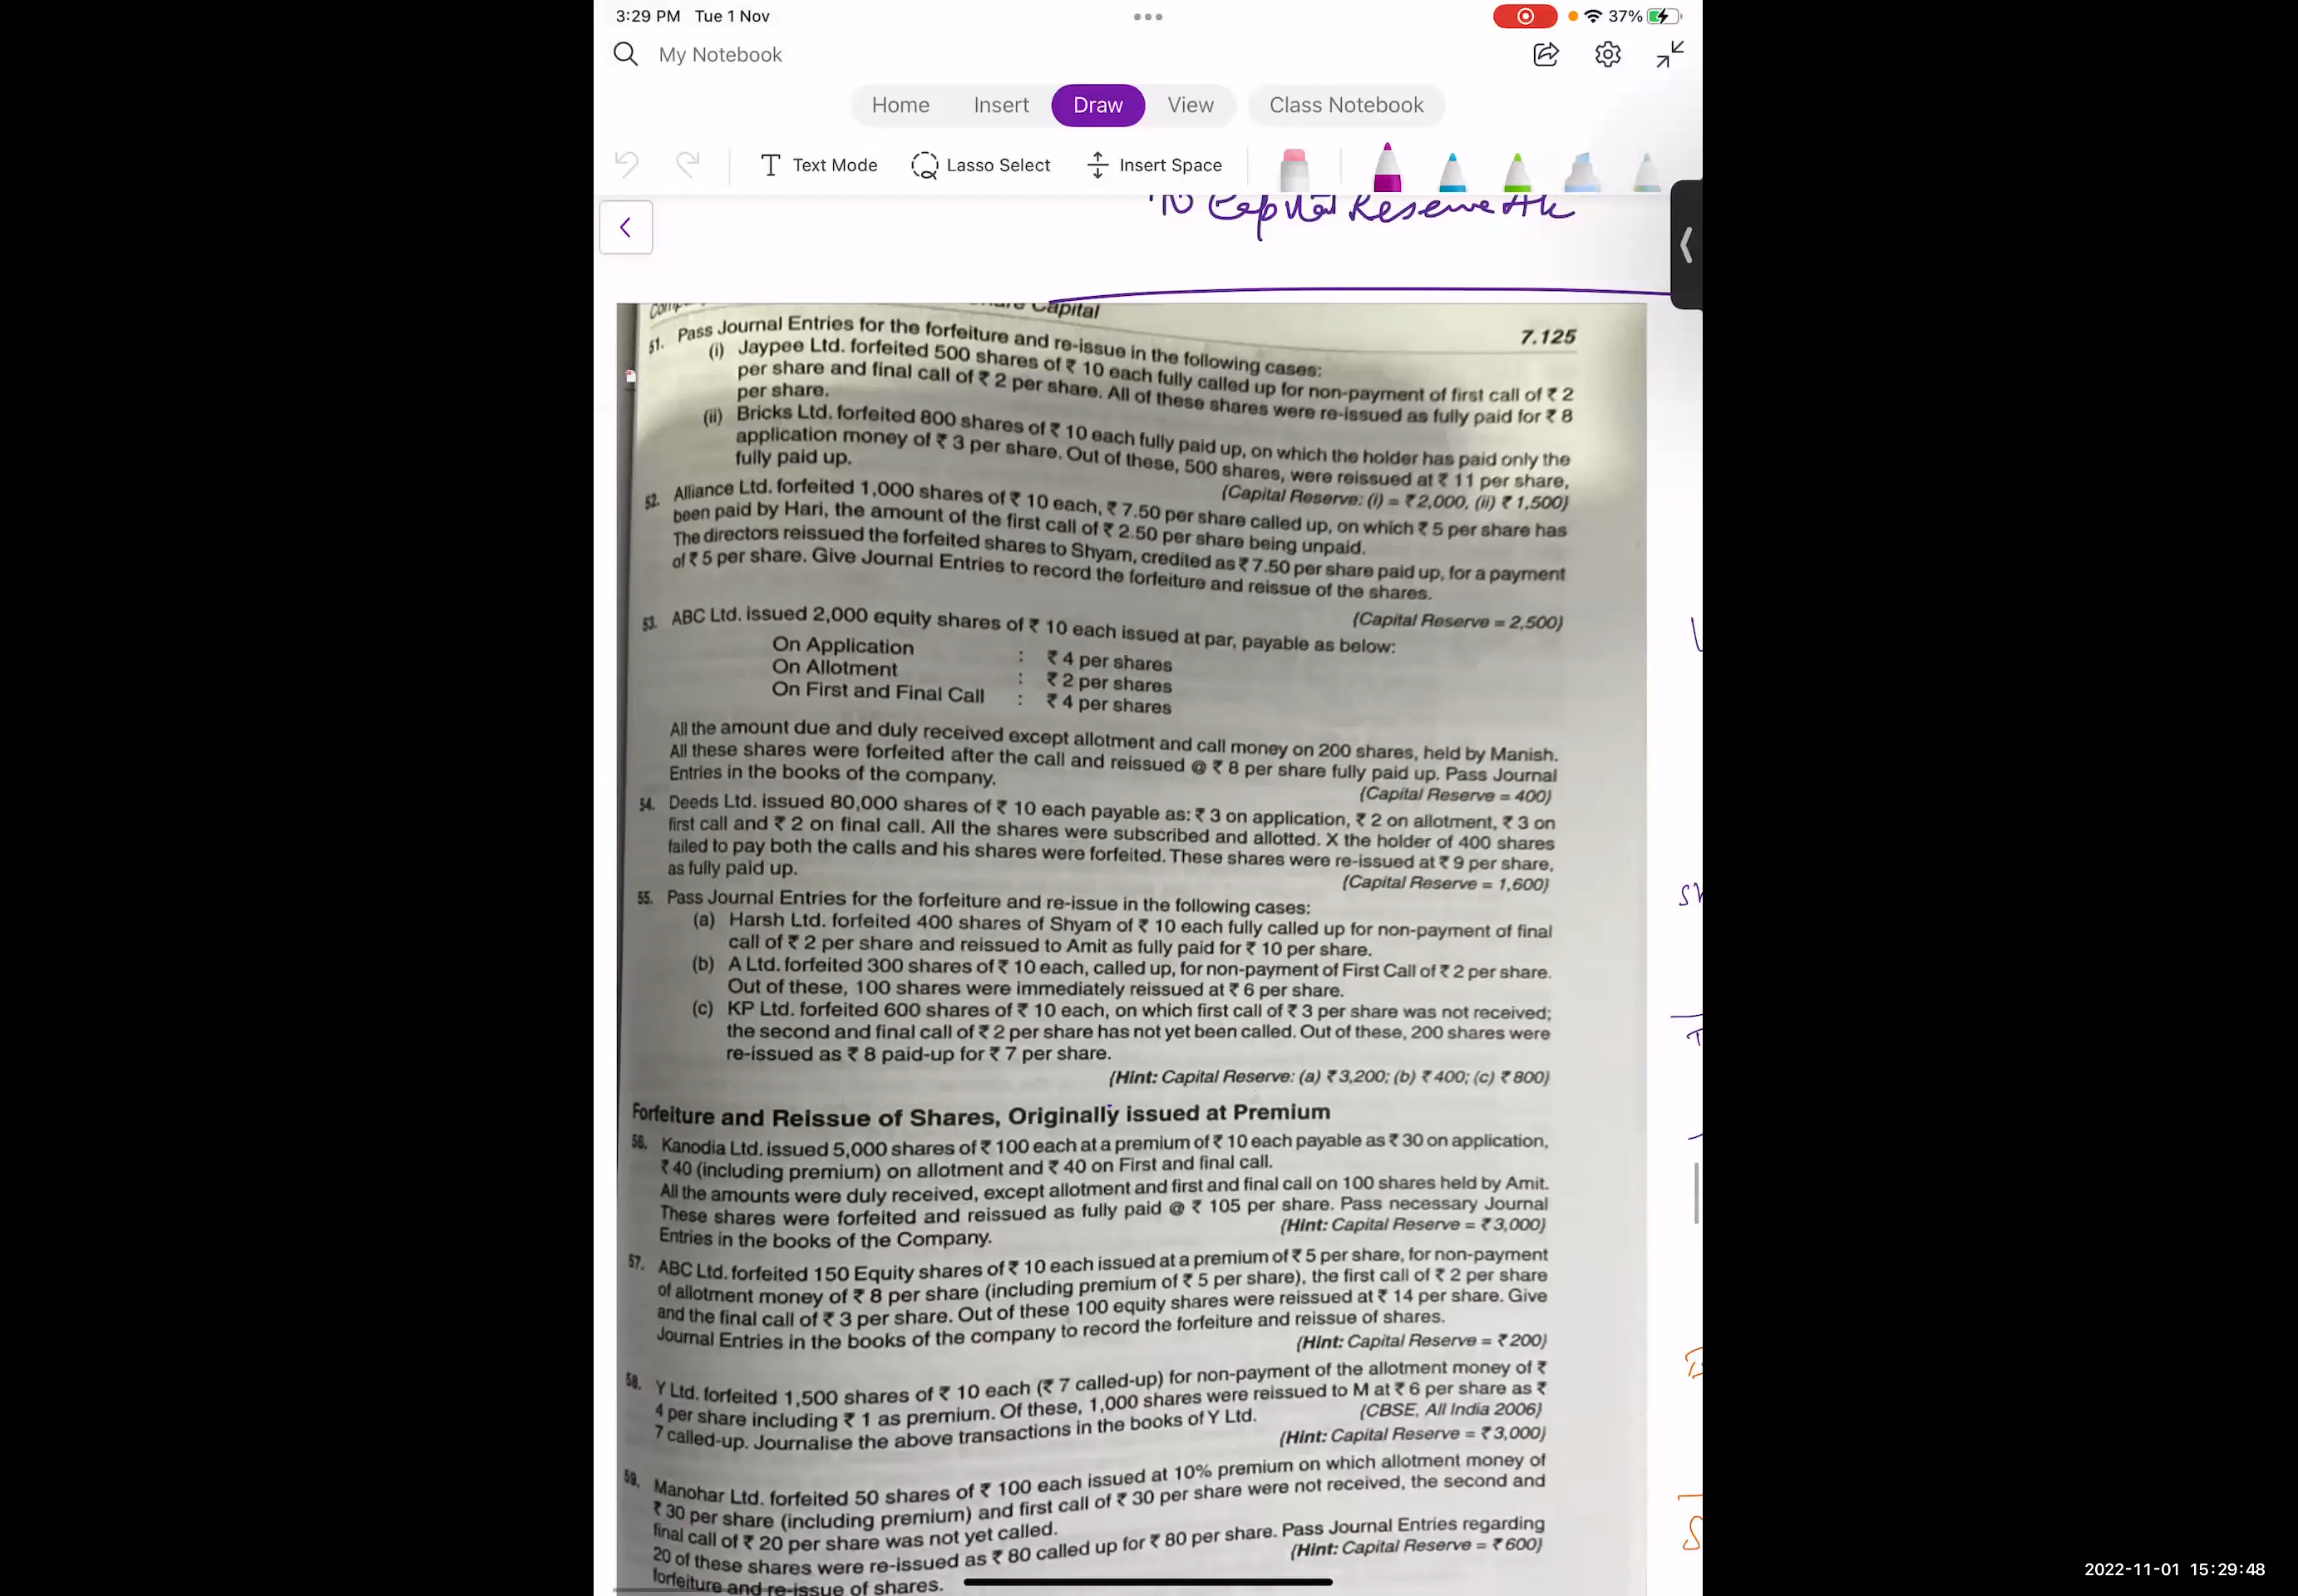 3:29 PM Tue 1 Nov
37%
My Notebook
Home Insert Draw View Class Notebook
Text Mode Lasso Select Insert Space
To Capital Reserve A/c
Share Capital
7.125
51. Pass Journal Entries for the forfeiture and re-issue in the following cases:
(i) Jaypee Ltd. forfeited 500 shares of ₹ 10 each fully called up for non-payment of first call of ₹ 2
per share and final call of ₹ 2 per share. All of these shares were re-issued as fully paid for ₹ 8
per share.
(ii) Bricks Ltd. forfeited 800 shares of ₹ 10 each fully paid up, on which the holder has paid only the
application money of ₹ 3 per share. Out of these, 500 shares, were reissued at ₹ 11 per share,
fully paid up.
(Capital Reserve: (i) = ₹ 2,000, (ii) ₹ 1,500)
52. Alliance Ltd. forfeited 1,000 shares of ₹ 10 each, ₹ 7.50 per share called up, on which ₹ 5 per share has
been paid by Hari, the amount of the first call of ₹ 2.50 per share being unpaid.
The directors reissued the forfeited shares to Shyam, credited as ₹ 7.50 per share paid up, for a payment
of ₹ 5 per share. Give Journal Entries to record the forfeiture and reissue of the shares.
(Capital Reserve = 2,500)
53. ABC Ltd. issued 2,000 equity shares of ₹ 10 each issued at par, payable as below:
On Application : ₹ 4 per shares
On Allotment : ₹ 2 per shares
On First and Final Call : ₹ 4 per shares
All the amount due and duly received except allotment and call money on 200 shares, held by Manish.
All these shares were forfeited after the call and reissued @ ₹ 8 per share fully paid up. Pass Journal
Entries in the books of the company.
(Capital Reserve = 400)
54. Deeds Ltd. issued 80,000 shares of ₹ 10 each payable as: ₹ 3 on application, ₹ 2 on allotment, ₹ 3 on
first call and ₹ 2 on final call. All the shares were subscribed and allotted. X the holder of 400 shares
failed to pay both the calls and his shares were forfeited. These shares were re-issued at ₹ 9 per share,
as fully paid up.
(Capital Reserve = 1,600)
55. Pass Journal Entries for the forfeiture and re-issue in the following cases:
(a) Harsh Ltd. forfeited 400 shares of Shyam of ₹ 10 each fully called up for non-payment of final
call of ₹ 2 per share and reissued to Amit as fully paid for ₹ 10 per share.
(b) A Ltd. forfeited 300 shares of ₹ 10 each, called up, for non-payment of First Call of ₹ 2 per share.
Out of these, 100 shares were immediately reissued at ₹ 6 per share.
(c) KP Ltd. forfeited 600 shares of ₹ 10 each, on which first call of ₹ 3 per share was not received;
the second and final call of ₹ 2 per share has not yet been called. Out of these, 200 shares were
re-issued as ₹ 8 paid-up for ₹ 7 per share.
(Hint: Capital Reserve: (a) ₹ 3,200; (b) ₹ 400; (c) ₹ 800)
Forfeiture and Reissue of Shares, Originally issued at Premium
56. Kanodia Ltd. issued 5,000 shares of ₹ 100 each at a premium of ₹ 10 each payable as ₹ 30 on application,
₹ 40 (including premium) on allotment and ₹ 40 on First and final call.
All the amounts were duly received, except allotment and first and final call on 100 shares held by Amit.
These shares were forfeited and reissued as fully paid @ ₹ 105 per share. Pass necessary Journal
Entries in the books of the Company.
(Hint: Capital Reserve = ₹ 3,000)
57. ABC Ltd. forfeited 150 Equity shares of ₹ 10 each issued at a premium of ₹ 5 per share, for non-payment
of allotment money of ₹ 8 per share (including premium of ₹ 5 per share), the first call of ₹ 2 per share
and the final call of ₹ 3 per share. Out of these 100 equity shares were reissued at ₹ 14 per share. Give
Journal Entries in the books of the company to record the forfeiture and reissue of shares.
(Hint: Capital Reserve = ₹ 200)
58. Y Ltd. forfeited 1,500 shares of ₹ 10 each (₹ 7 called-up) for non-payment of the allotment money of ₹
4 per share including ₹ 1 as premium. Of these, 1,000 shares were reissued to M at ₹ 6 per share as ₹
7 called-up. Journalise the above transactions in the books of Y Ltd.
(CBSE, All India 2006)
(Hint: Capital Reserve = ₹ 3,000)
59. Manohar Ltd. forfeited 50 shares of ₹ 100 each issued at 10% premium on which allotment money of
₹ 30 per share (including premium) and first call of ₹ 30 per share were not received, the second and
final call of ₹ 20 per share was not yet called.
20 of these shares were re-issued as ₹ 80 called up for ₹ 80 per share. Pass Journal Entries regarding
forfeiture and re-issue of shares.
(Hint: Capital Reserve = ₹ 600)
2022-11-01 15:29:48